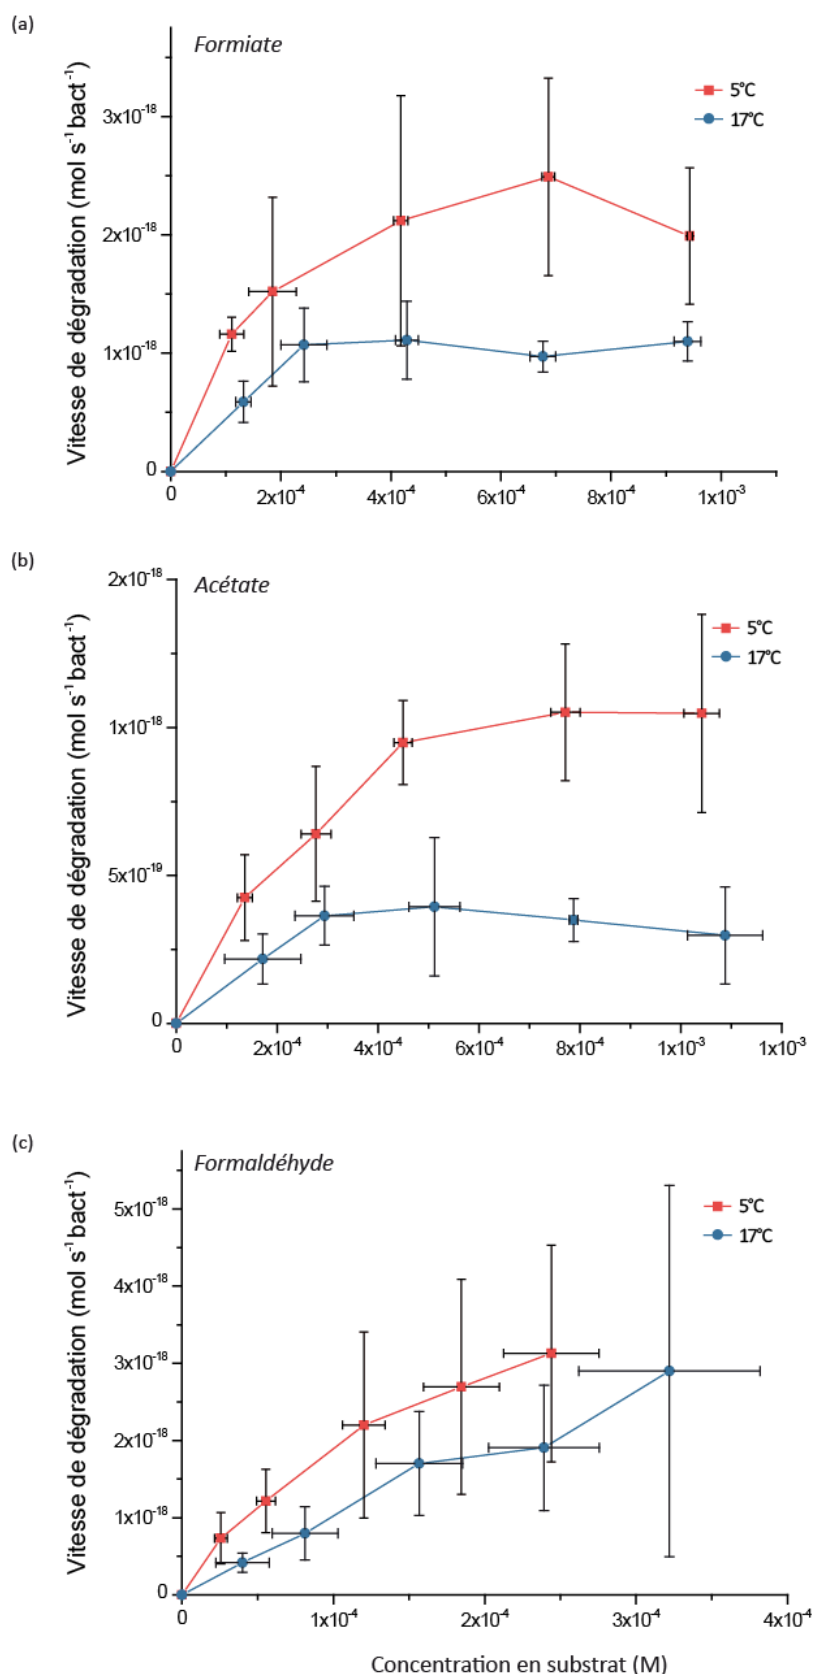 (a)
Formiate
Vitesse de dégradation (mol s⁻¹ bact⁻¹)
5°C
17°C
3x10⁻¹⁸
2x10⁻¹⁸
1x10⁻¹⁸
0
0 2x10⁻⁴ 4x10⁻⁴ 6x10⁻⁴ 8x10⁻⁴ 1x10⁻³
(b)
Acétate
Vitesse de dégradation (mol s⁻¹ bact⁻¹)
5°C
17°C
2x10⁻¹⁸
1x10⁻¹⁸
5x10⁻¹⁹
0
0 2x10⁻⁴ 4x10⁻⁴ 6x10⁻⁴ 8x10⁻⁴ 1x10⁻³ 1x10⁻³
(c)
Formaldéhyde
Vitesse de dégradation (mol s⁻¹ bact⁻¹)
5°C
17°C
5x10⁻¹⁸
4x10⁻¹⁸
3x10⁻¹⁸
2x10⁻¹⁸
1x10⁻¹⁸
0
0 1x10⁻⁴ 2x10⁻⁴ 3x10⁻⁴ 4x10⁻⁴
Concentration en substrat (M)